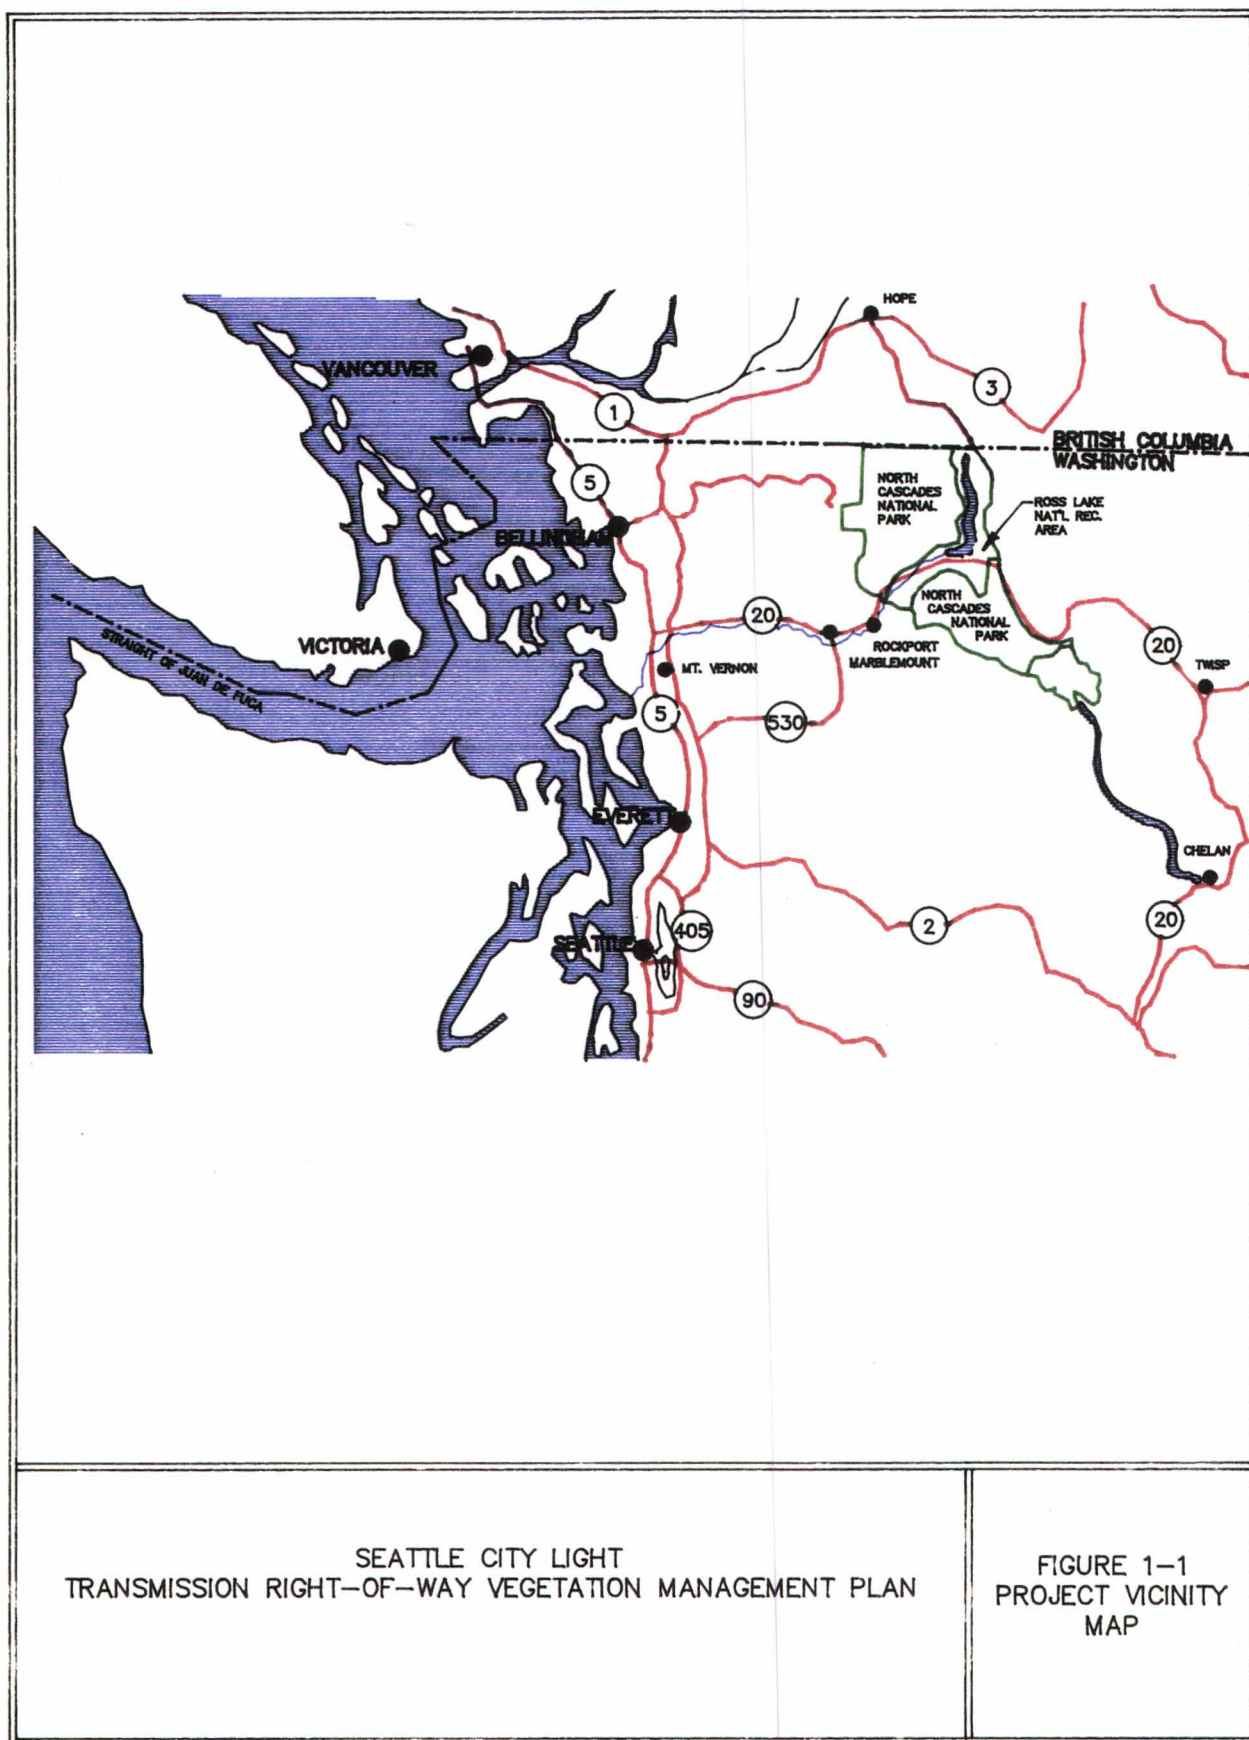 HOPE
VANCOUVER
3
1
BRITISH COLUMBIA
WASHINGTON
5
NORTH
CASCADES
NATIONAL
PARK
ROSS LAKE
NAT'L REC.
AREA
BELLINGHAM
NORTH
CASCADES
NATIONAL
PARK
20
STRAIGHT OF JUAN DE FUCA
VICTORIA
ROCKPORT
MARBLEMOUNT
20
MT. VERNON
TWISP
5
530
EVERETT
CHELAN
20
2
405
SEATTLE
90
SEATTLE CITY LIGHT
TRANSMISSION RIGHT-OF-WAY VEGETATION MANAGEMENT PLAN
FIGURE 1-1
PROJECT VICINITY
MAP